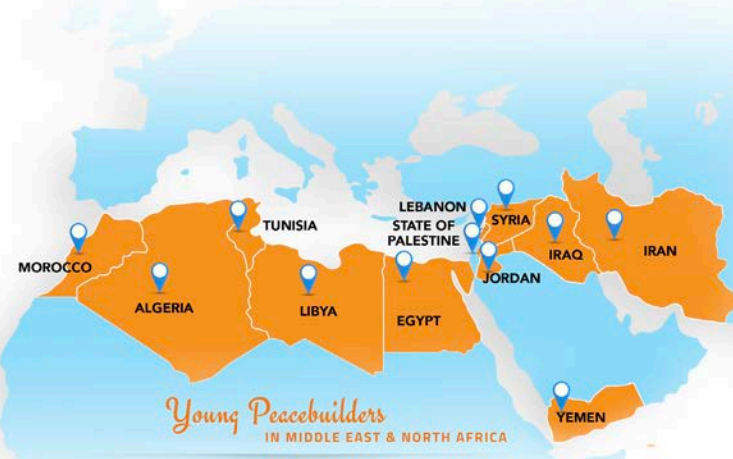 LEBANON
STATE OF
PALESTINE
SYRIA
TUNISIA
MOROCCO
IRAQ
IRAN
JORDAN
ALGERIA
LIBYA
EGYPT
Young Peacebuilders
IN MIDDLE EAST & NORTH AFRICA
YEMEN